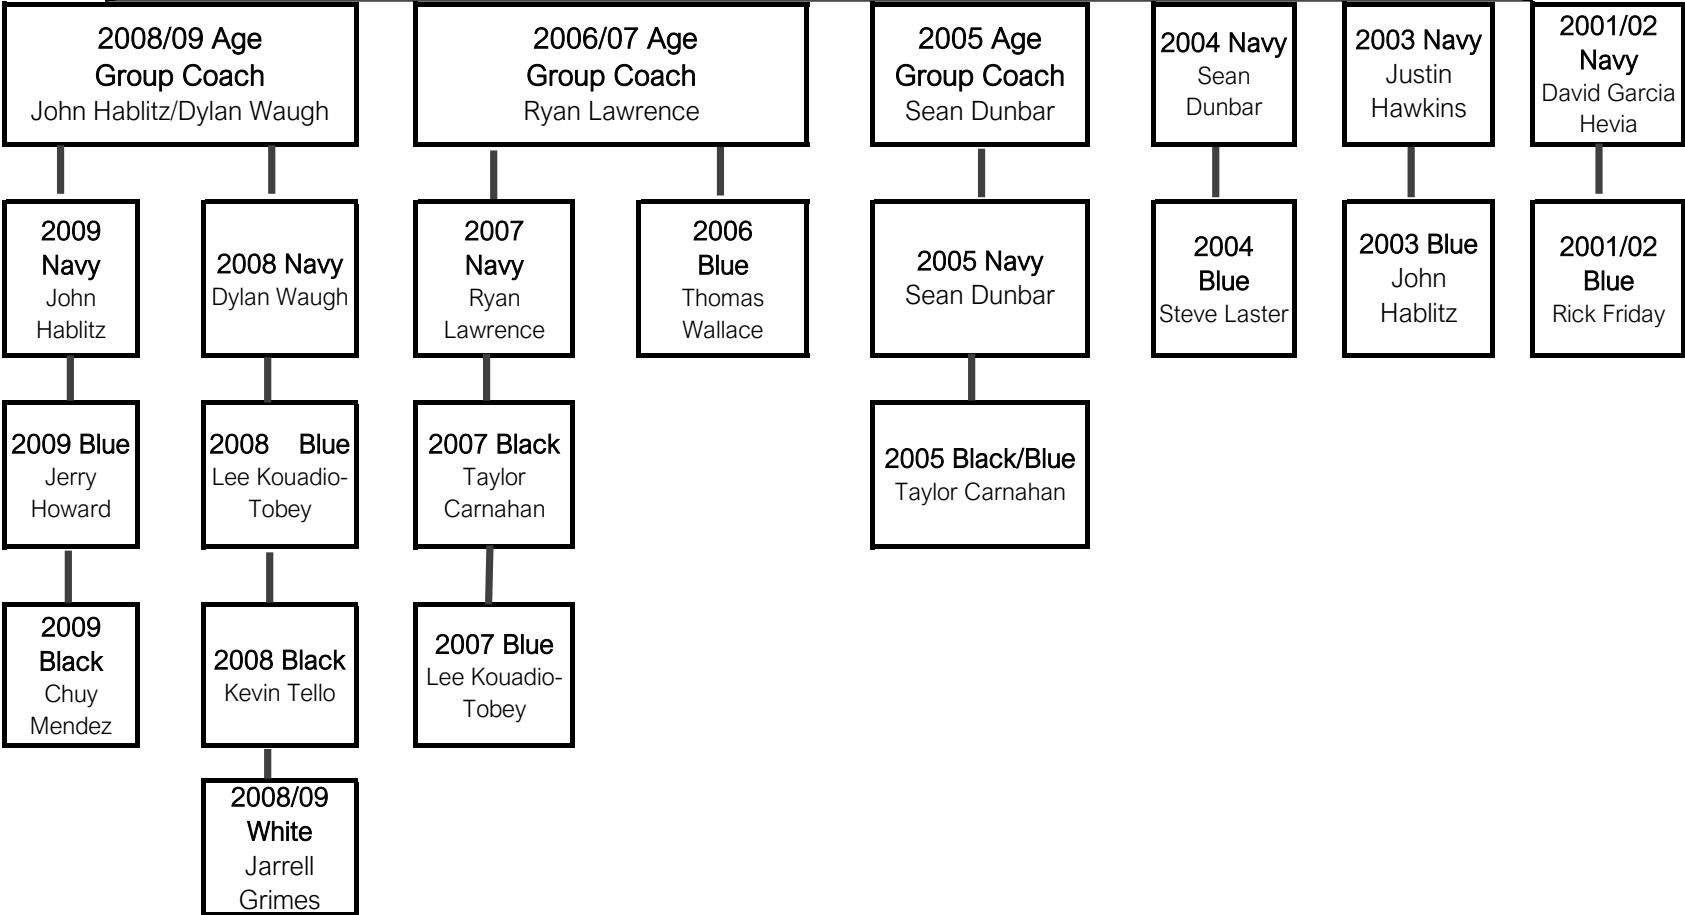 2008/09 Age
Group Coach
John Hablitz/Dylan Waugh
2006/07 Age
Group Coach
Ryan Lawrence
2005 Age
Group Coach
Sean Dunbar
2004 Navy
Sean
Dunbar
2003 Navy
Justin
Hawkins
2001/02
Navy
David Garcia
Hevia
2009
Navy
John
Hablitz
2008 Navy
Dylan Waugh
2007
Navy
Ryan
Lawrence
2006
Blue
Thomas
Wallace
2005 Navy
Sean Dunbar
2004
Blue
Steve Laster
2003 Blue
John
Hablitz
2001/02
Blue
Rick Friday
2009 Blue
Jerry
Howard
2008 Blue
Lee Kouadio-
Tobey
2007 Black
Taylor
Carnahan
2005 Black/Blue
Taylor Carnahan
2009
Black
Chuy
Mendez
2008 Black
Kevin Tello
2007 Blue
Lee Kouadio-
Tobey
2008/09
White
Jarrell
Grimes